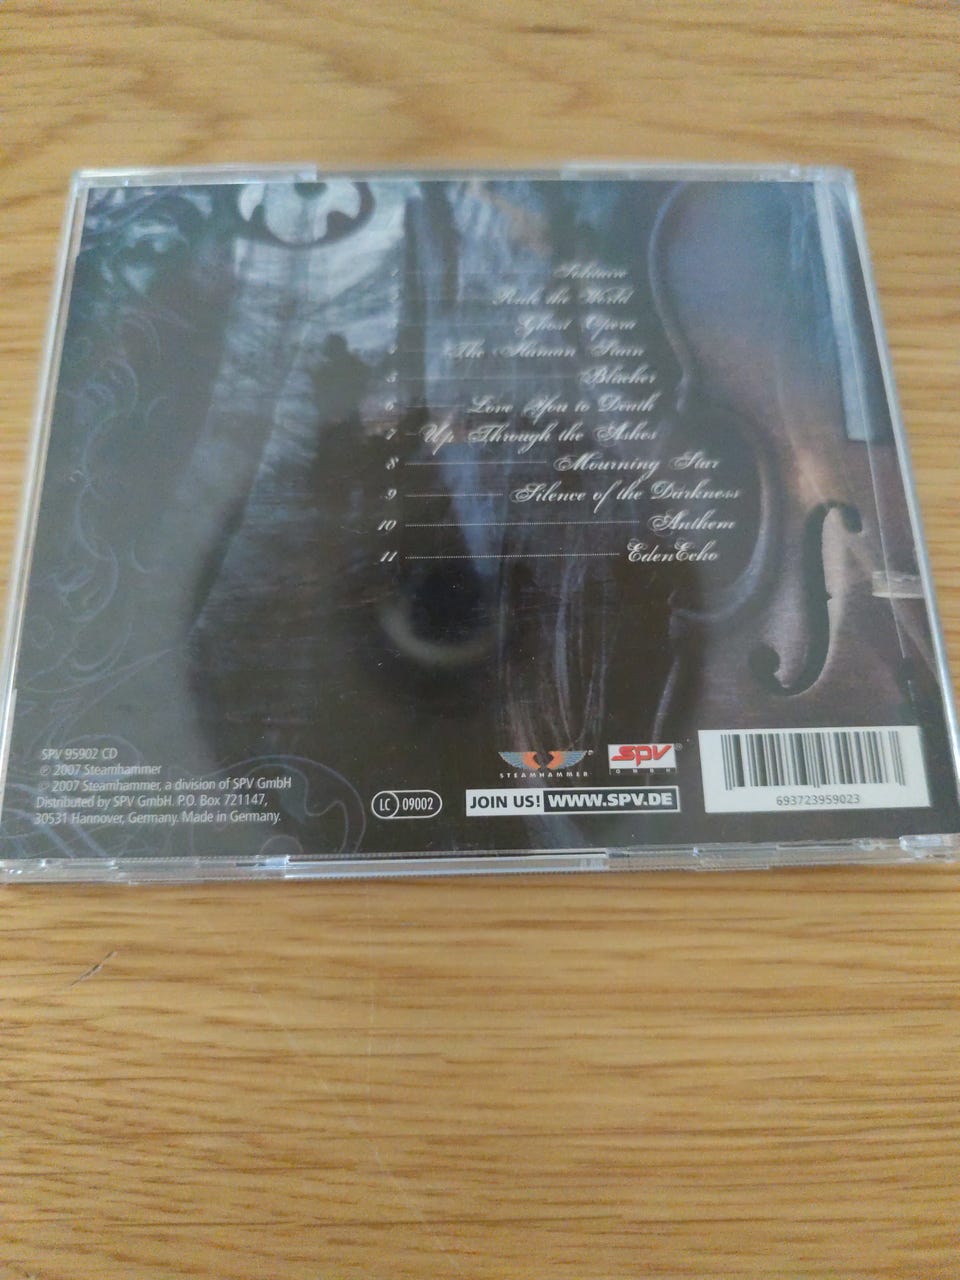 1 Solitaire
2 Rule the World
3 Ghost Opera
4 The Human Stain
5 Blücher
6 Love You to Death
7 Up Through the Ashes
8 Mourning Star
9 Silence of the Darkness
10 Anthem
11 EdenEcho
SPV 95902 CD
℗ 2007 Steamhammer
© 2007 Steamhammer, a division of SPV GmbH
Distributed by SPV GmbH. P.O. Box 721147,
30531 Hannover, Germany. Made in Germany.
LC 09002
STEAMHAMMER ®
SPV ®
GMBH
JOIN US! WWW.SPV.DE
693723959023